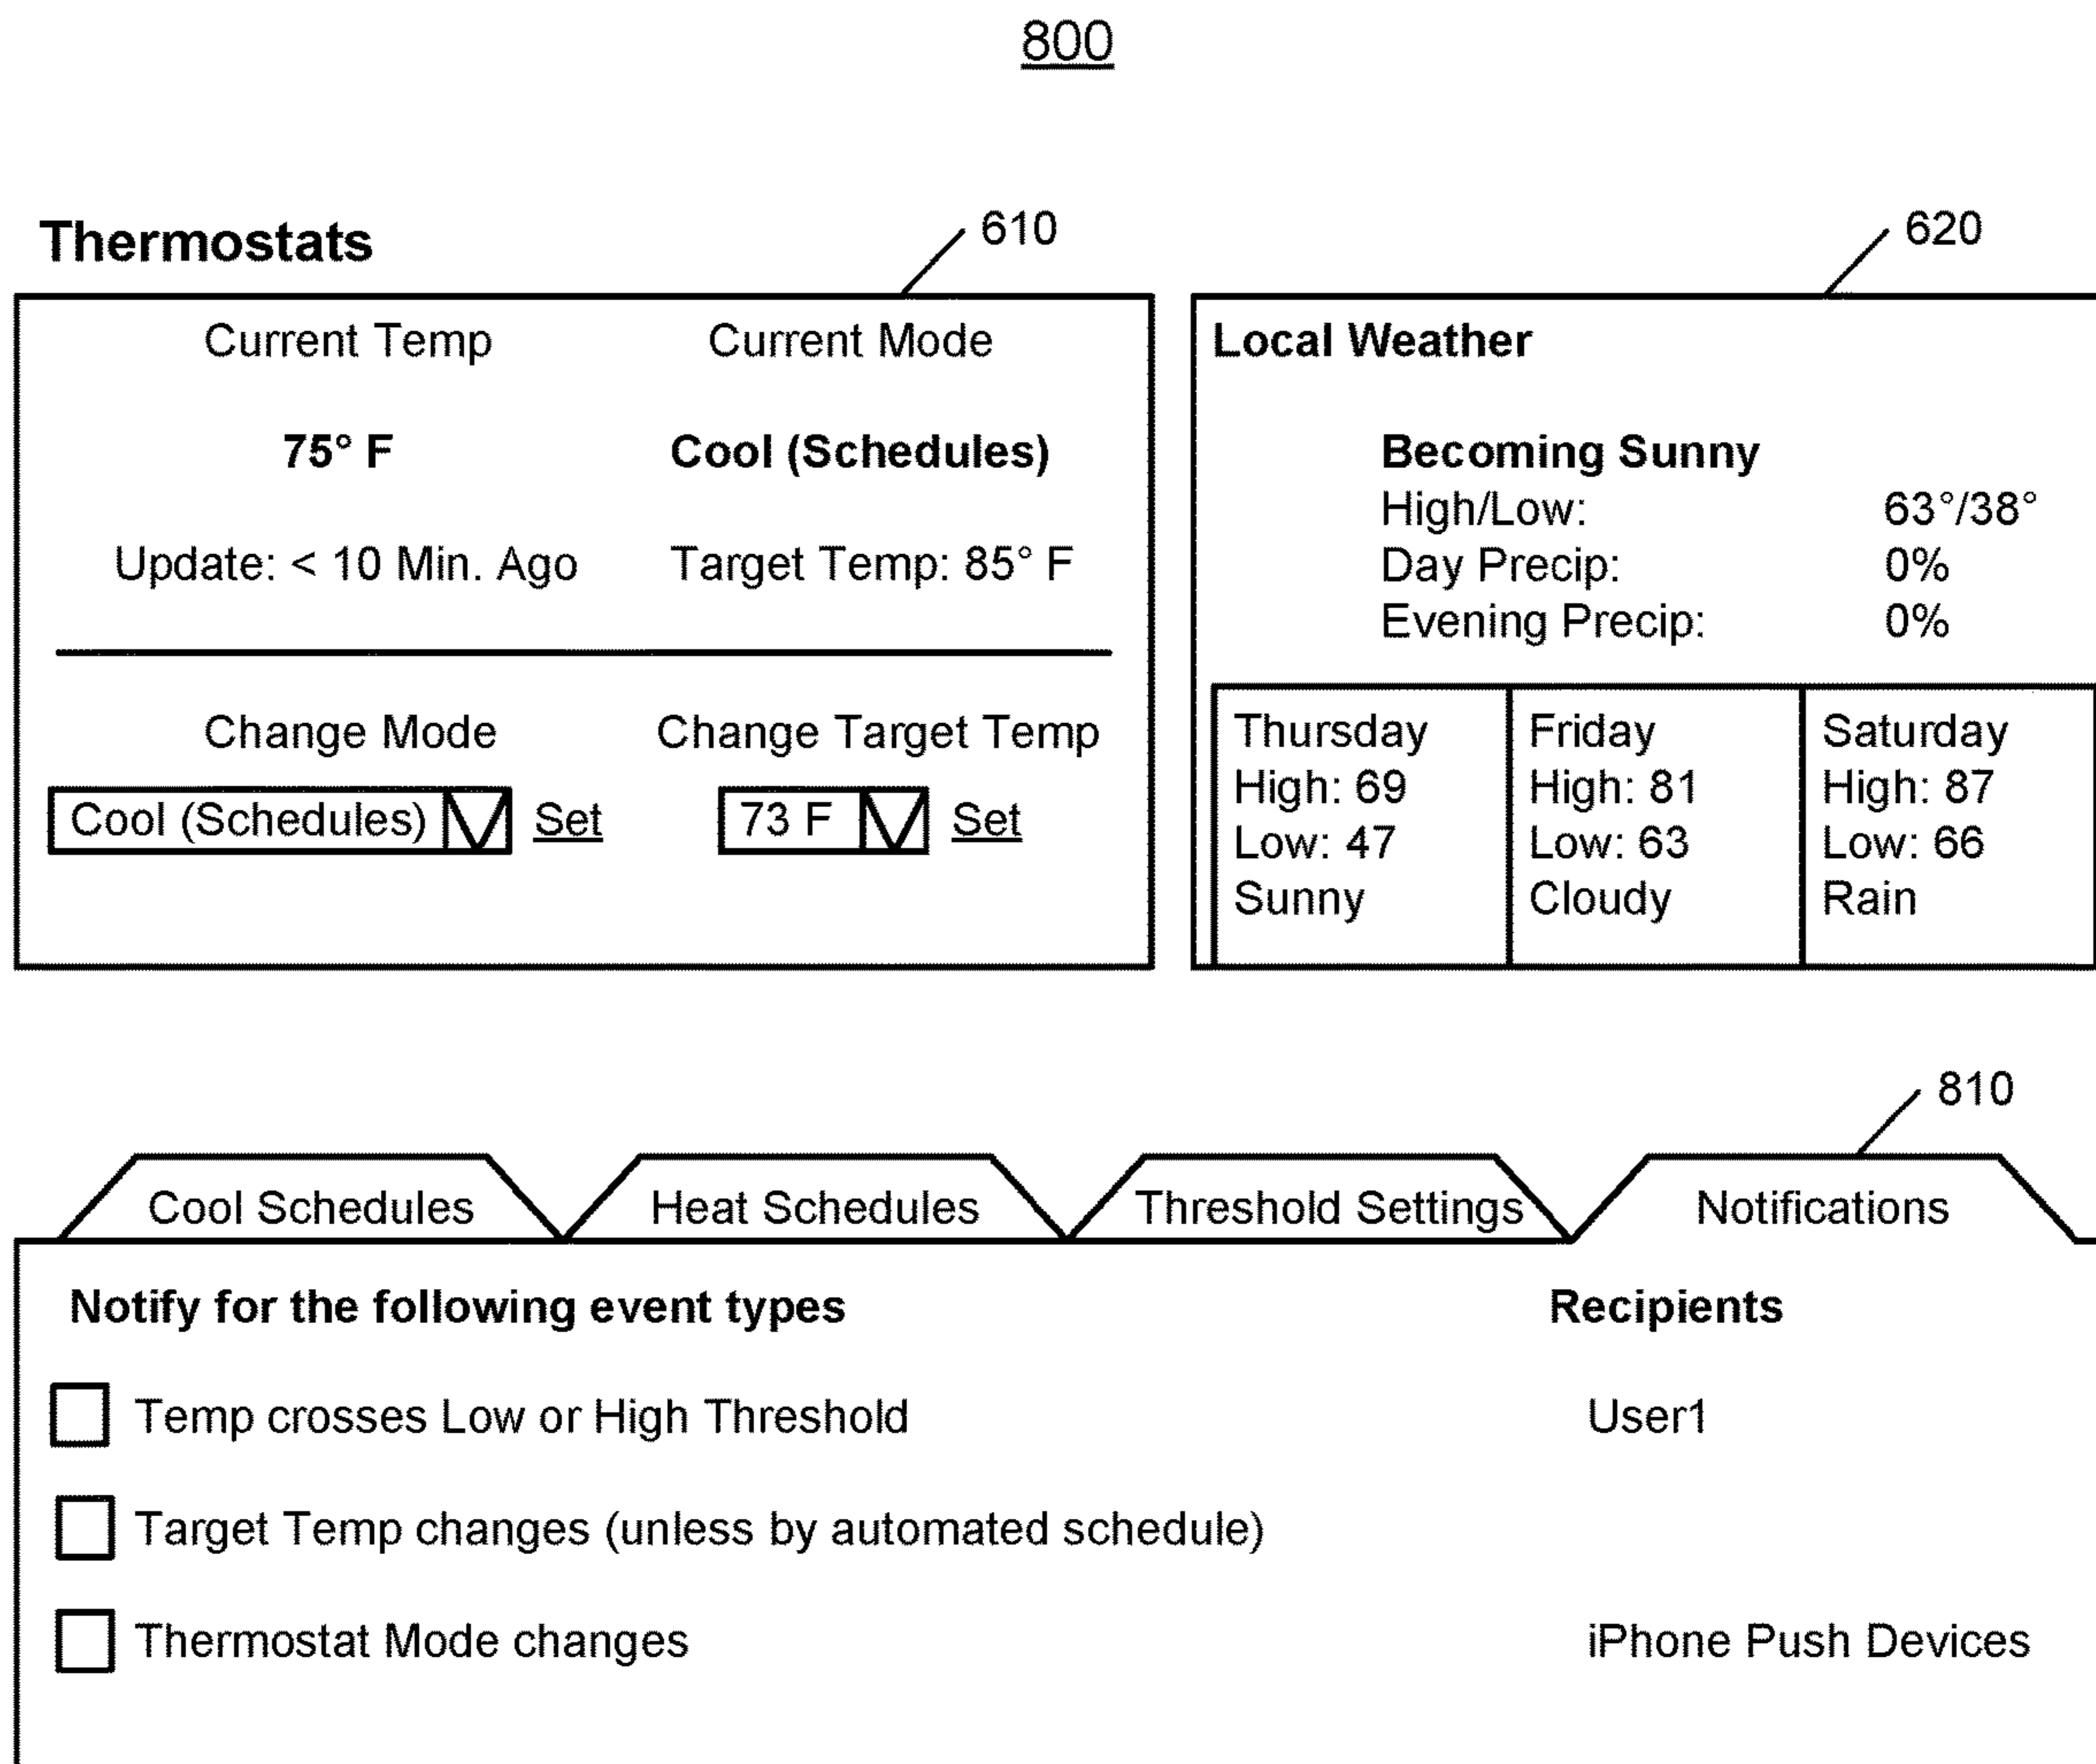 800
Thermostats
610
620
Current Temp
Current Mode
75° F
Cool (Schedules)
Update: < 10 Min. Ago
Target Temp: 85° F
Change Mode
Change Target Temp
Cool (Schedules)
Set
73 F
Set
Local Weather
Becoming Sunny
High/Low: 63°/38°
Day Precip: 0%
Evening Precip: 0%
Thursday
High: 69
Low: 47
Sunny
Friday
High: 81
Low: 63
Cloudy
Saturday
High: 87
Low: 66
Rain
810
Cool Schedules
Heat Schedules
Threshold Settings
Notifications
Notify for the following event types
Recipients
Temp crosses Low or High Threshold
User1
Target Temp changes (unless by automated schedule)
Thermostat Mode changes
iPhone Push Devices